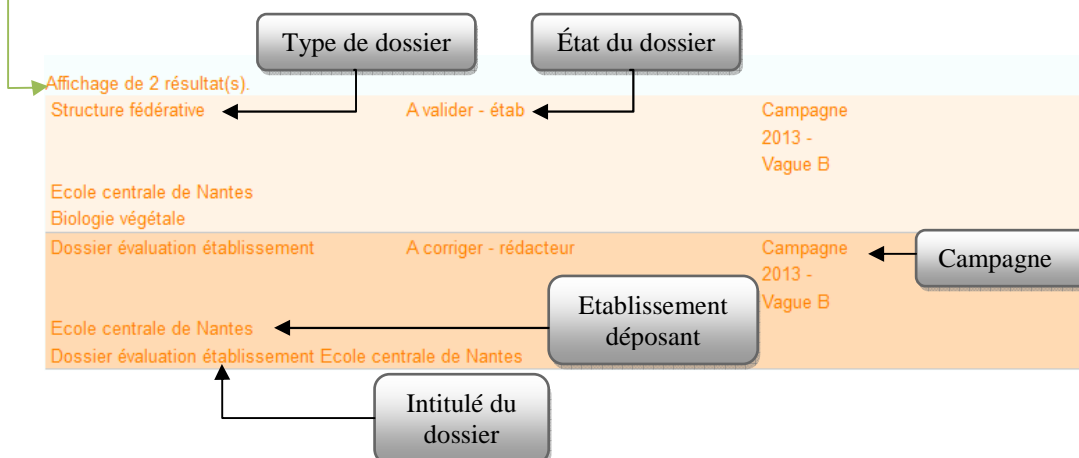 Type de dossier
État du dossier
Affichage de 2 résultat(s).
Structure fédérative
A valider - étab
Campagne
2013 -
Vague B
Ecole centrale de Nantes
Biologie végétale
Dossier évaluation établissement
A corriger - rédacteur
Campagne
2013 -
Vague B
Campagne
Etablissement
déposant
Ecole centrale de Nantes
Dossier évaluation établissement Ecole centrale de Nantes
Intitulé du
dossier